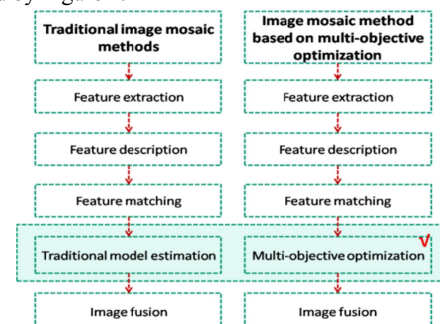 Traditional image mosaic
methods
Feature extraction
Feature description
Feature matching
Traditional model estimation
Image fusion
Image mosaic method
based on multi-objective
optimization
Feature extraction
Feature description
Feature matching
Multi-objective optimization
√
Image fusion